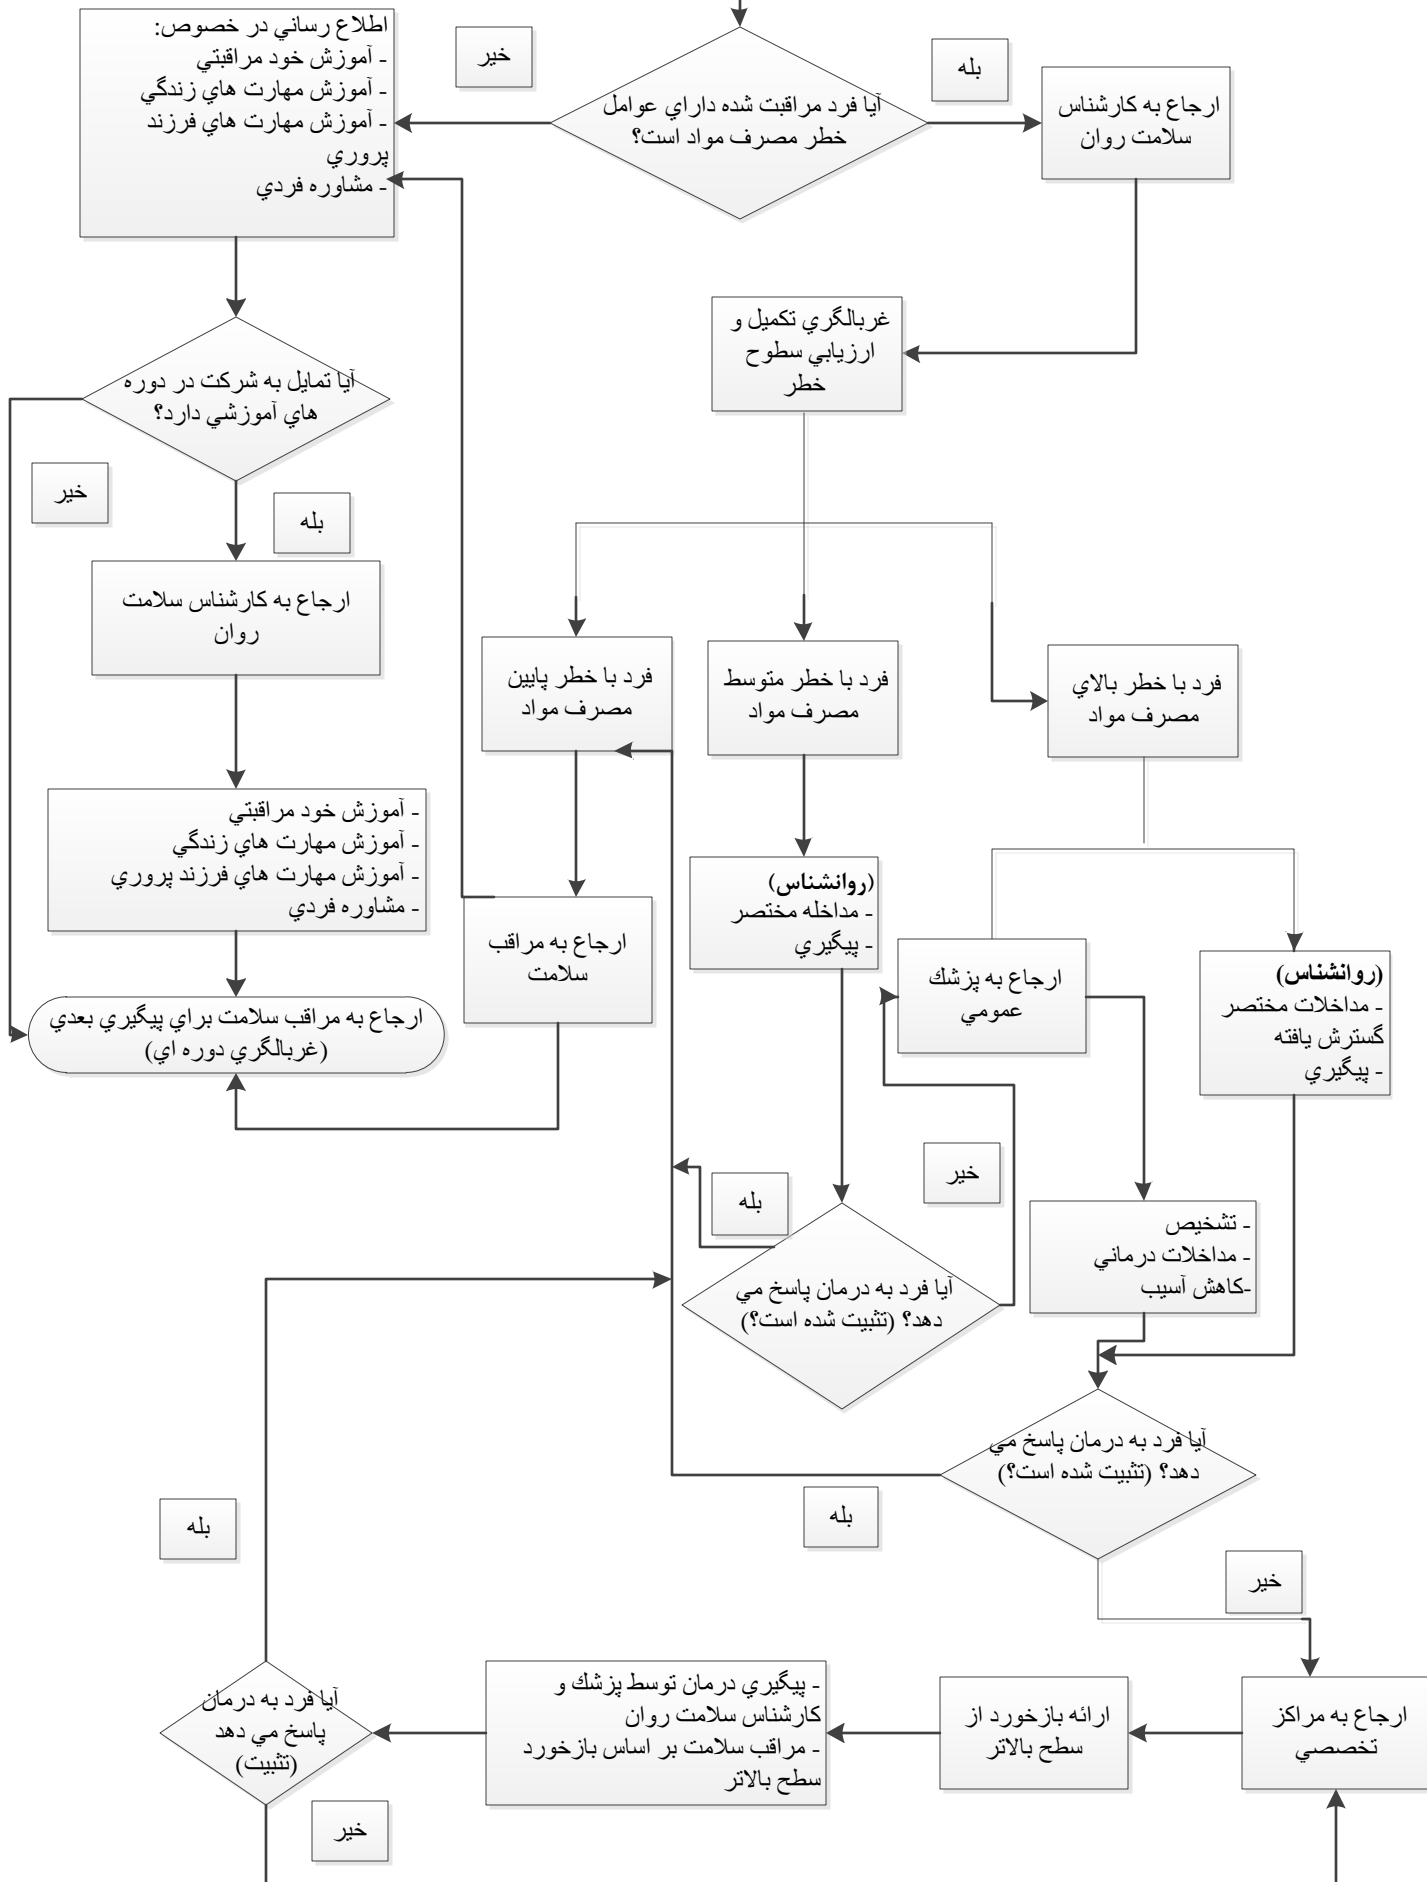 آيا فرد مراقبت شده داراي عوامل
خطر مصرف مواد است؟
بله
ارجاع به كارشناس
سلامت روان
خير
اطلاع رساني در خصوص:
- آموزش خود مراقبتي
- آموزش مهارت هاي زندگي
- آموزش مهارت هاي فرزند
پروري
- مشاوره فردي
غربالگري تكميل و
ارزيابي سطوح
خطر
آيا تمايل به شركت در دوره
هاي آموزشي دارد؟
خير
بله
ارجاع به كارشناس سلامت
روان
فرد با خطر بالاي
مصرف مواد
فرد با خطر متوسط
مصرف مواد
فرد با خطر پايين
مصرف مواد
- آموزش خود مراقبتي
- آموزش مهارت هاي زندگي
- آموزش مهارت هاي فرزند پروري
- مشاوره فردي
(روانشناس)
- مداخله مختصر
- پيگيري
ارجاع به مراقب
سلامت
ارجاع به پزشك
عمومي
(روانشناس)
- مداخلات مختصر
گسترش يافته
- پيگيري
ارجاع به مراقب سلامت براي پيگيري بعدي
(غربالگري دوره اي)
خير
بله
- تشخيص
- مداخلات درماني
-كاهش آسيب
آيا فرد به درمان پاسخ مي
دهد؟ (تثبيت شده است؟)
آيا فرد به درمان پاسخ مي
دهد؟ (تثبيت شده است؟)
بله
خير
بله
ارجاع به مراكز
تخصصي
ارائه بازخورد از
سطح بالاتر
- پيگيري درمان توسط پزشك و
كارشناس سلامت روان
- مراقب سلامت بر اساس بازخورد
سطح بالاتر
آيا فرد به درمان
پاسخ مي دهد
(تثبيت)
خير